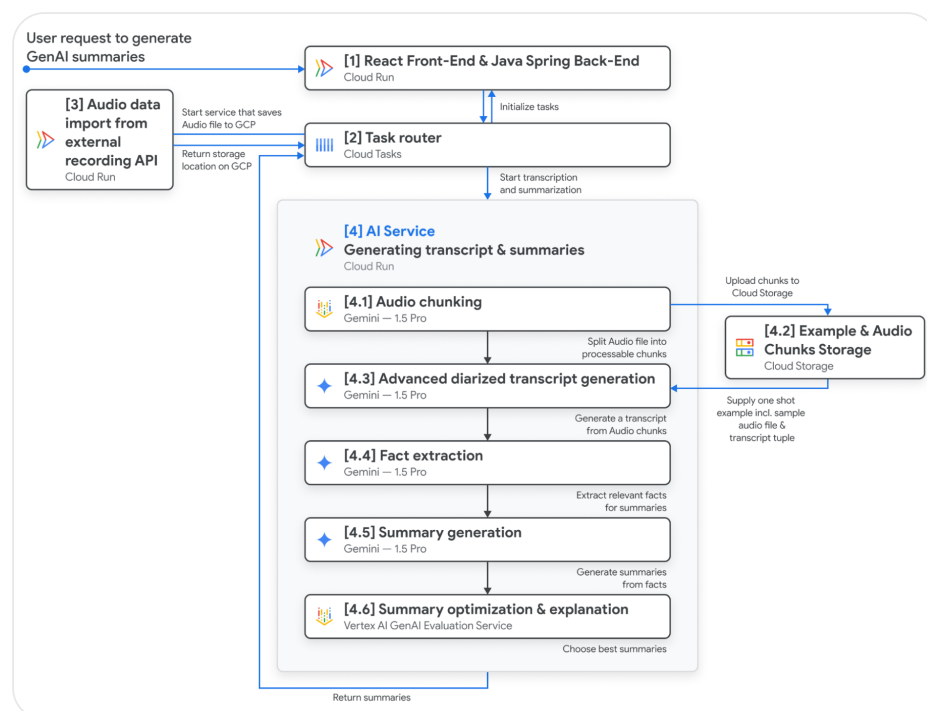 User request to generate
GenAI summaries
[1] React Front-End & Java Spring Back-End
Cloud Run
[3] Audio data
import from
external
recording API
Cloud Run
Start service that saves
Audio file to GCP
Return storage
location on GCP
Initialize tasks
[2] Task router
Cloud Tasks
Start transcription
and summarization
[4] AI Service
Generating transcript & summaries
Cloud Run
[4.1] Audio chunking
Gemini — 1.5 Pro
Upload chunks to
Cloud Storage
[4.2] Example & Audio
Chunks Storage
Cloud Storage
Split Audio file into
processable chunks
[4.3] Advanced diarized transcript generation
Gemini — 1.5 Pro
Supply one shot
example incl. sample
audio file &
transcript tuple
Generate a transcript
from Audio chunks
[4.4] Fact extraction
Gemini — 1.5 Pro
Extract relevant facts
for summaries
[4.5] Summary generation
Gemini — 1.5 Pro
Generate summaries
from facts
[4.6] Summary optimization & explanation
Vertex AI GenAI Evaluation Service
Choose best summaries
Return summaries